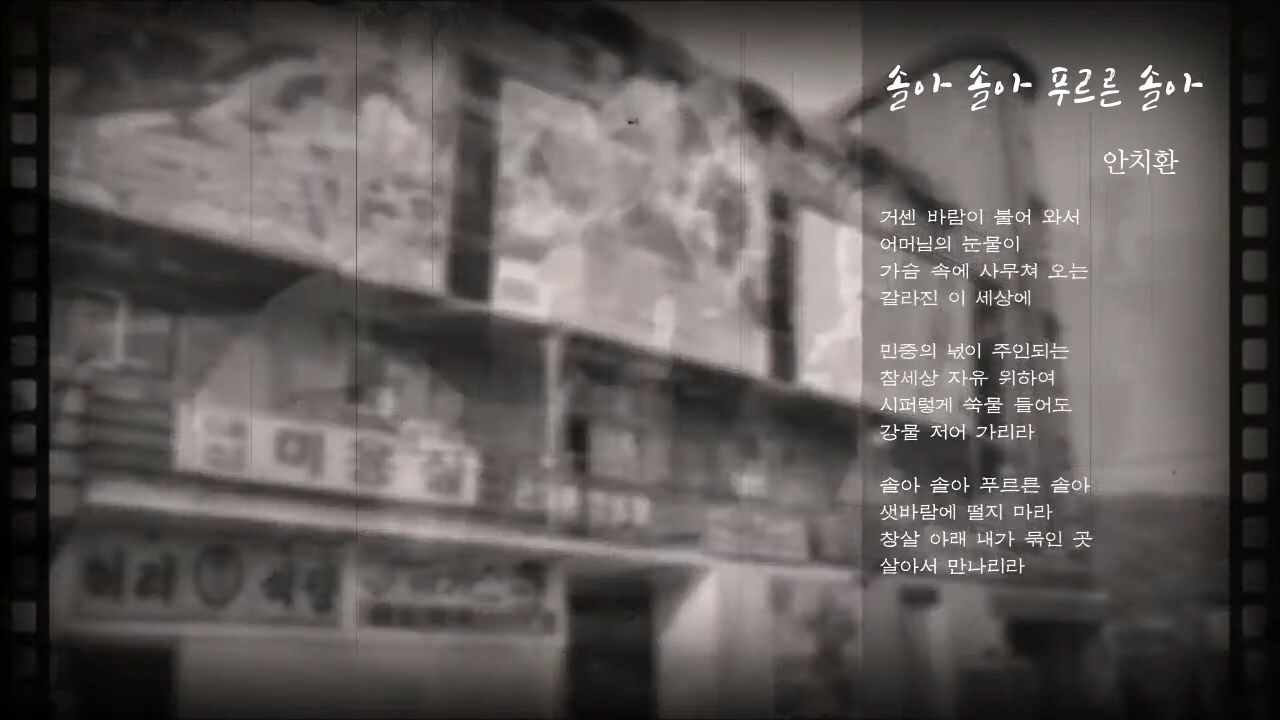 솔아 솔아 푸르른 솔아
안치환
거센 바람이 불어 와서
어머님의 눈물이
가슴 속에 사무쳐 오는
갈라진 이 세상에
민중의 넋이 주인되는
참세상 자유 위하여
시퍼렇게 쑥물 들어도
강물 저어 가리라
솔아 솔아 푸르른 솔아
샛바람에 떨지 마라
창살 아래 내가 묶인 곳
살아서 만나리라